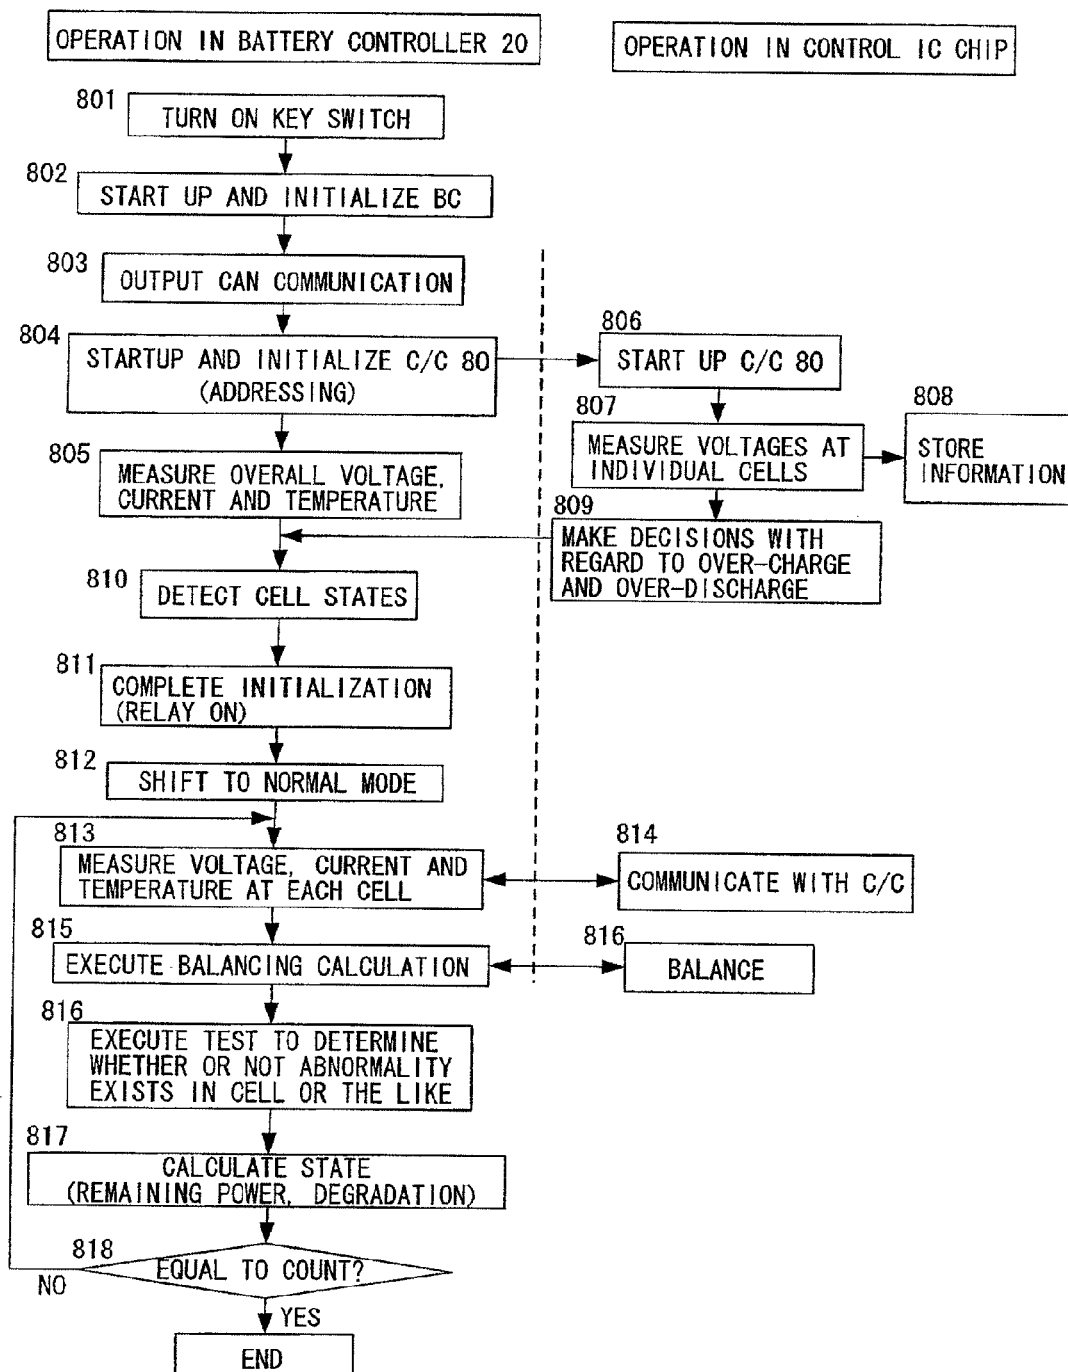 OPERATION IN BATTERY CONTROLLER 20
OPERATION IN CONTROL IC CHIP
801
TURN ON KEY SWITCH
802
START UP AND INITIALIZE BC
803
OUTPUT CAN COMMUNICATION
804
STARTUP AND INITIALIZE C/C 80
(ADDRESSING)
806
START UP C/C 80
805
MEASURE OVERALL VOLTAGE,
CURRENT AND TEMPERATURE
807
MEASURE VOLTAGES AT
INDIVIDUAL CELLS
808
STORE
INFORMATION
809
MAKE DECISIONS WITH
REGARD TO OVER-CHARGE
AND OVER-DISCHARGE
810
DETECT CELL STATES
811
COMPLETE INITIALIZATION
(RELAY ON)
812
SHIFT TO NORMAL MODE
813
MEASURE VOLTAGE, CURRENT AND
TEMPERATURE AT EACH CELL
814
COMMUNICATE WITH C/C
815
EXECUTE BALANCING CALCULATION
816
BALANCE
816
EXECUTE TEST TO DETERMINE
WHETHER OR NOT ABNORMALITY
EXISTS IN CELL OR THE LIKE
817
CALCULATE STATE
(REMAINING POWER, DEGRADATION)
818
EQUAL TO COUNT?
NO
YES
END